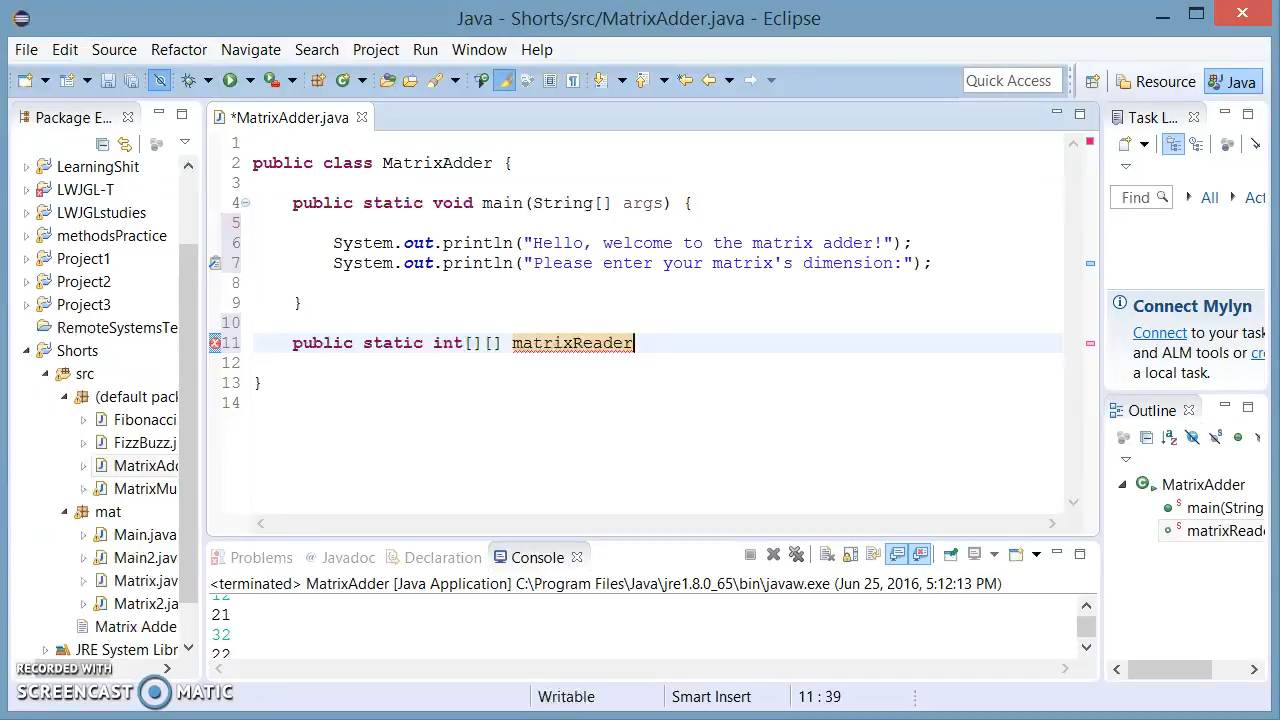 Java - Shorts/src/MatrixAdder.java - Eclipse
File Edit Source Refactor Navigate Search Project Run Window Help
Quick Access Resource Java
Package E...
LearningShit
LWJGL-T
LWJGLstudies
methodsPractice
Project1
Project2
Project3
RemoteSystemsTe
Shorts
src
(default pack
Fibonacci
FizzBuzz.j
MatrixAdd
MatrixMu
mat
Main.java
Main2.jav
Matrix.jav
Matrix2.ja
Matrix Adde
JRE System Libr
*MatrixAdder.java
1
2 public class MatrixAdder {
3
4 public static void main(String[] args) {
5
6 System.out.println("Hello, welcome to the matrix adder!");
7 System.out.println("Please enter your matrix's dimension:");
8
9 }
10
11 public static int[][] matrixReader
12
13 }
14
Task L...
Find All Act
Connect Mylyn
Connect to your task
and ALM tools or cre
a local task.
Outline
MatrixAdder
main(String
matrixReade
Problems Javadoc Declaration Console
<terminated> MatrixAdder [Java Application] C:\Program Files\Java\jre1.8.0_65\bin\javaw.exe (Jun 25, 2016, 5:12:13 PM)
12
21
32
22
Writable Smart Insert 11 : 39
RECORDED WITH
SCREENCAST MATIC